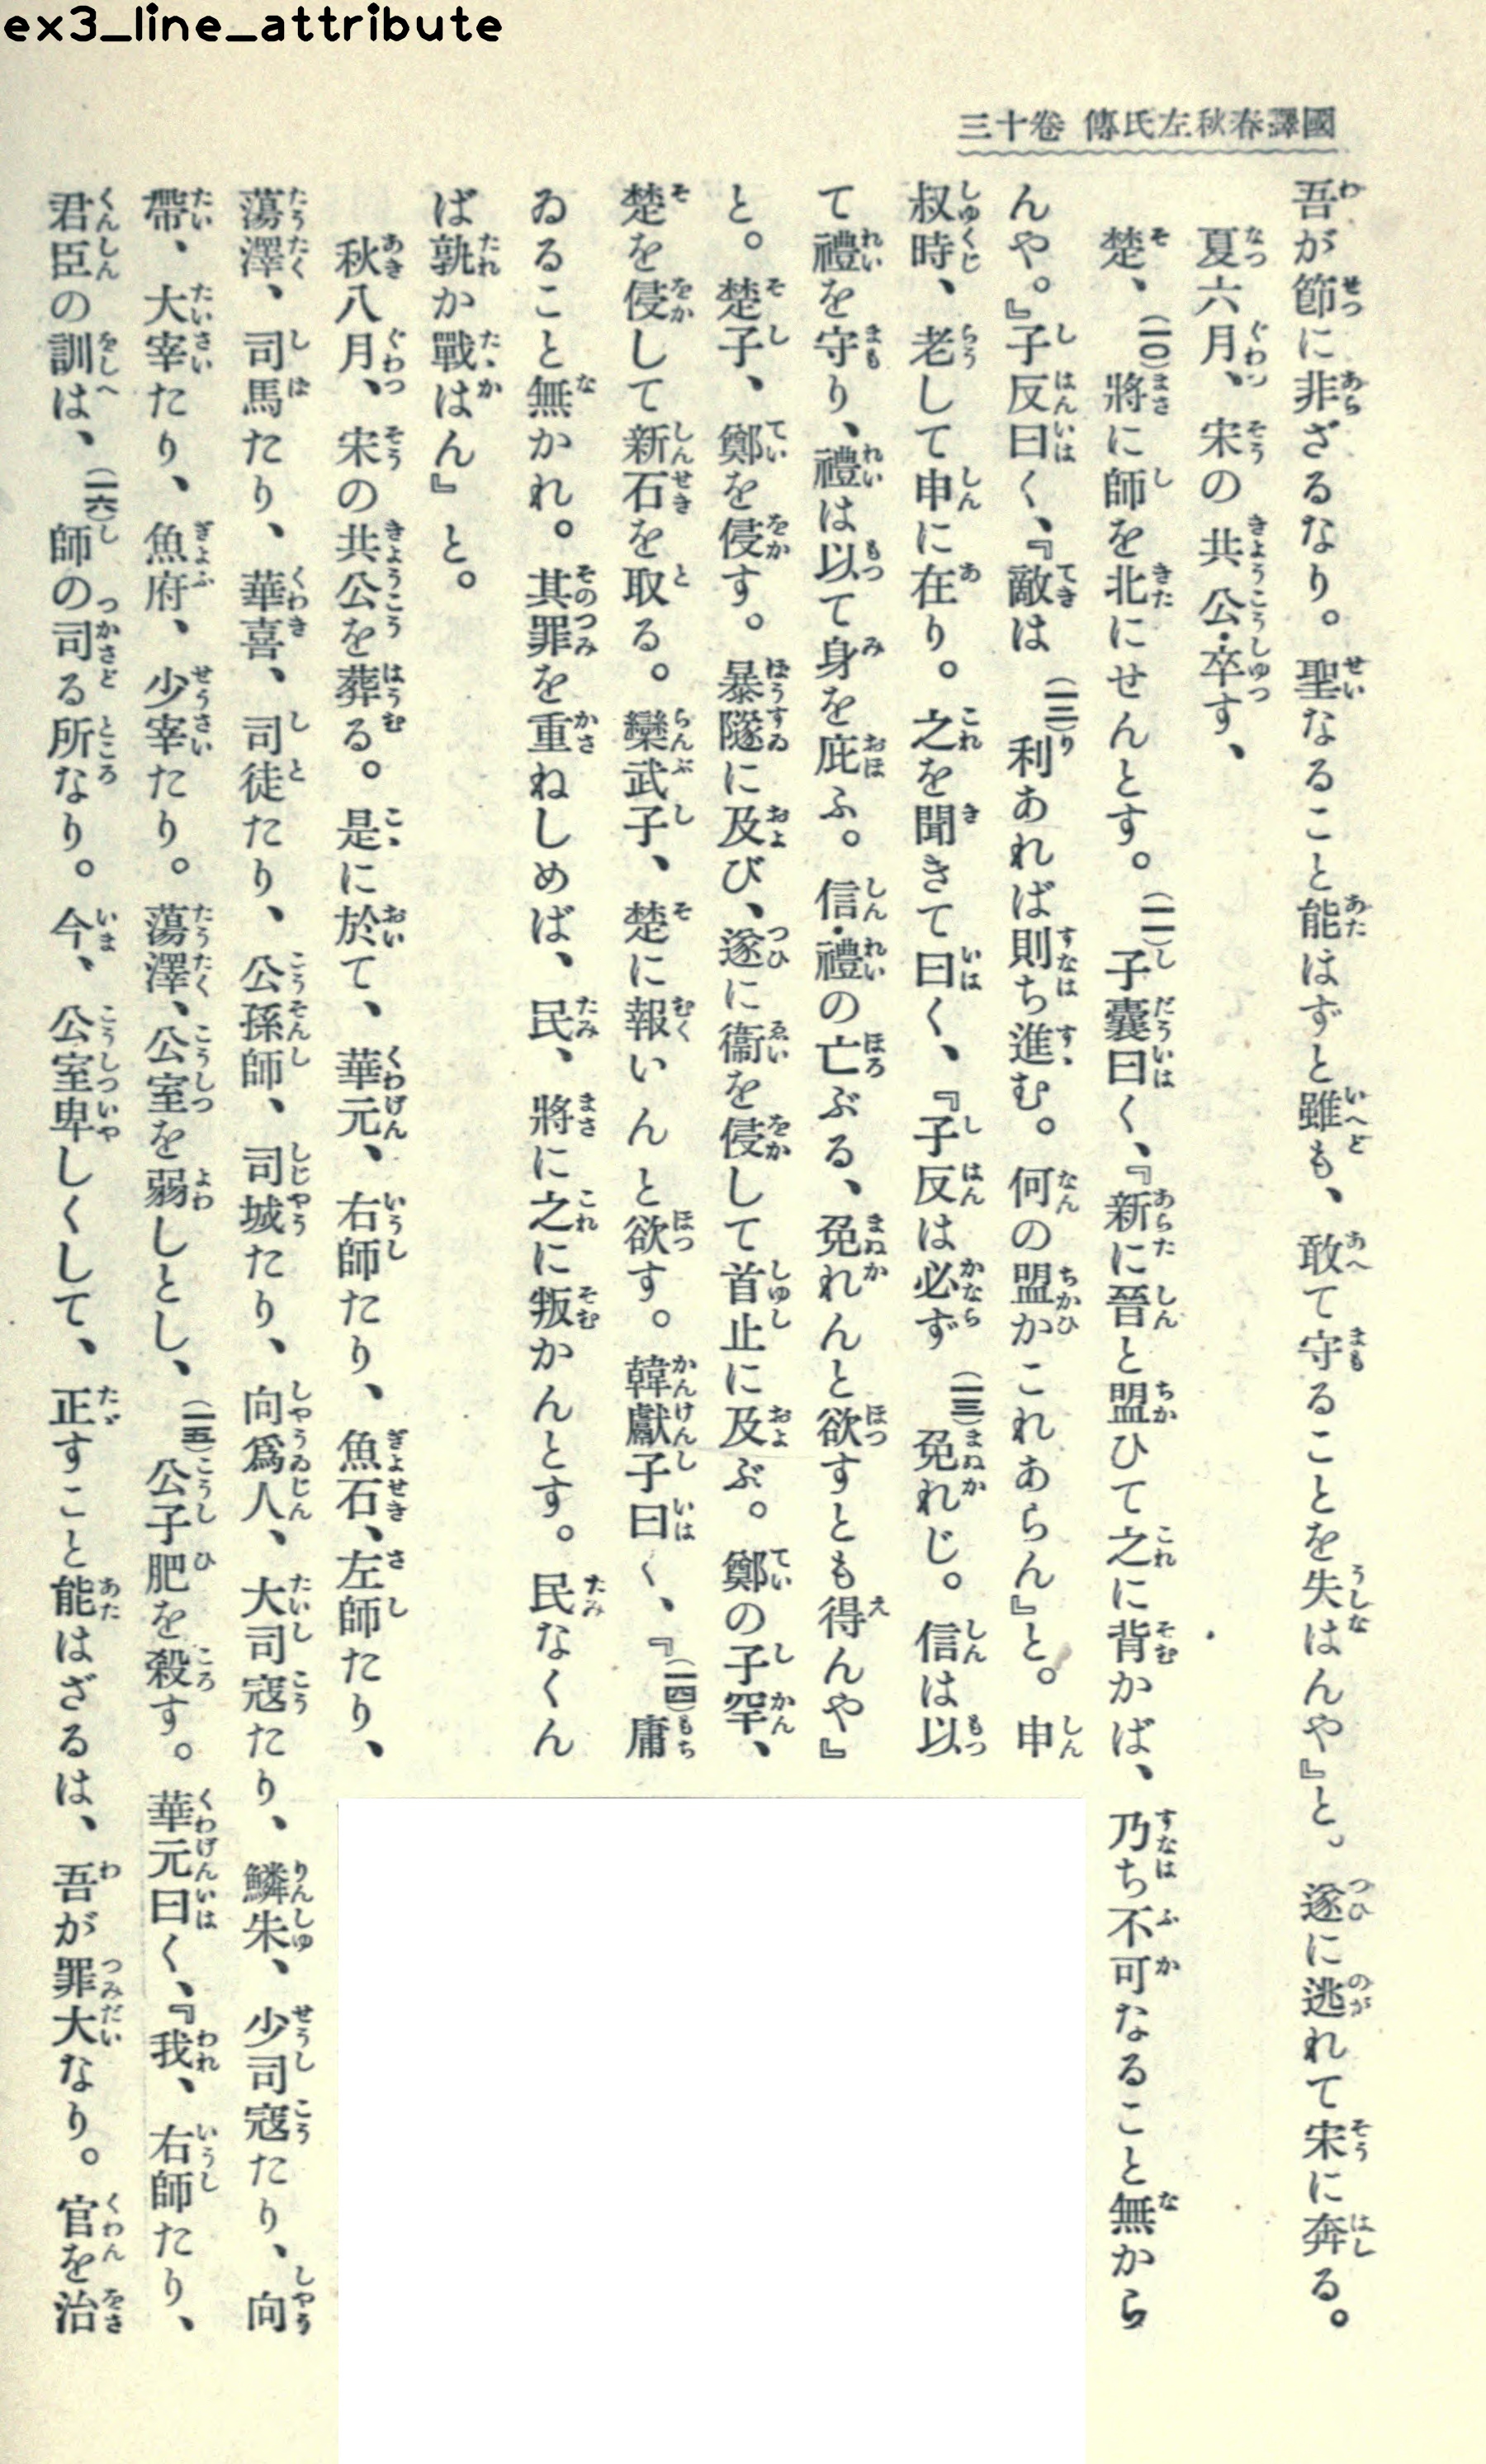 ex3_line_attribute
國譯春秋左氏傳 卷十三
吾が節に非ざるなり。聖なること能はずと雖も、敢て守ることを失はんや』と。遂に逃れて宋に奔る。
夏六月、宋の共公・卒す、
楚、(一〇)將に師を北にせんとす。(一一)子囊曰く、『新に晉と盟ひて之に背かば、乃ち不可なること無から
んや。』子反曰く、『敵は(一二)利あれば則ち進む。何の盟かこれあらん』と。申
叔時、老して申に在り。之を聞きて曰く、『子反は必ず(一三)免れじ。信は以
て禮を守り、禮は以て身を庇ふ。信・禮の亡ぶる、免れんと欲すとも得んや』
と。楚子、鄭を侵す。暴隧に及び、遂に衞を侵して首止に及ぶ。鄭の子罕、
楚を侵して新石を取る。欒武子、楚に報いんと欲す。韓獻子曰く、『(一四)庸
ゐること無かれ。其罪を重ねしめば、民、將に之に叛かんとす。民なくん
ば孰か戰はん』と。
秋八月、宋の共公を葬る。是に於て、華元、右師たり、魚石、左師たり、
蕩澤、司馬たり、華喜、司徒たり、公孫師、司城たり、向爲人、大司寇たり、鱗朱、少司寇たり、向
帶、大宰たり、魚府、少宰たり。蕩澤、公室を弱しとし、(一五)公子肥を殺す。華元曰く、『我、右師たり、
君臣の訓は、(一六)師の司る所なり。今、公室卑しくして、正すこと能はざるは、吾が罪大なり。官を治